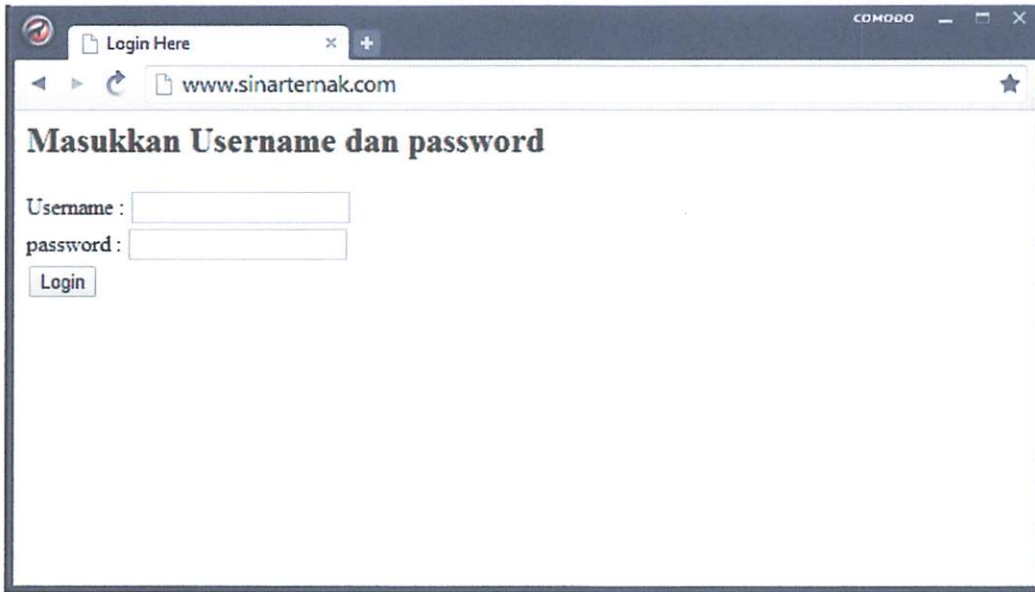 COMODO
Login Here
www.sinarternak.com
Masukkan Username dan password
Username :
password :
Login